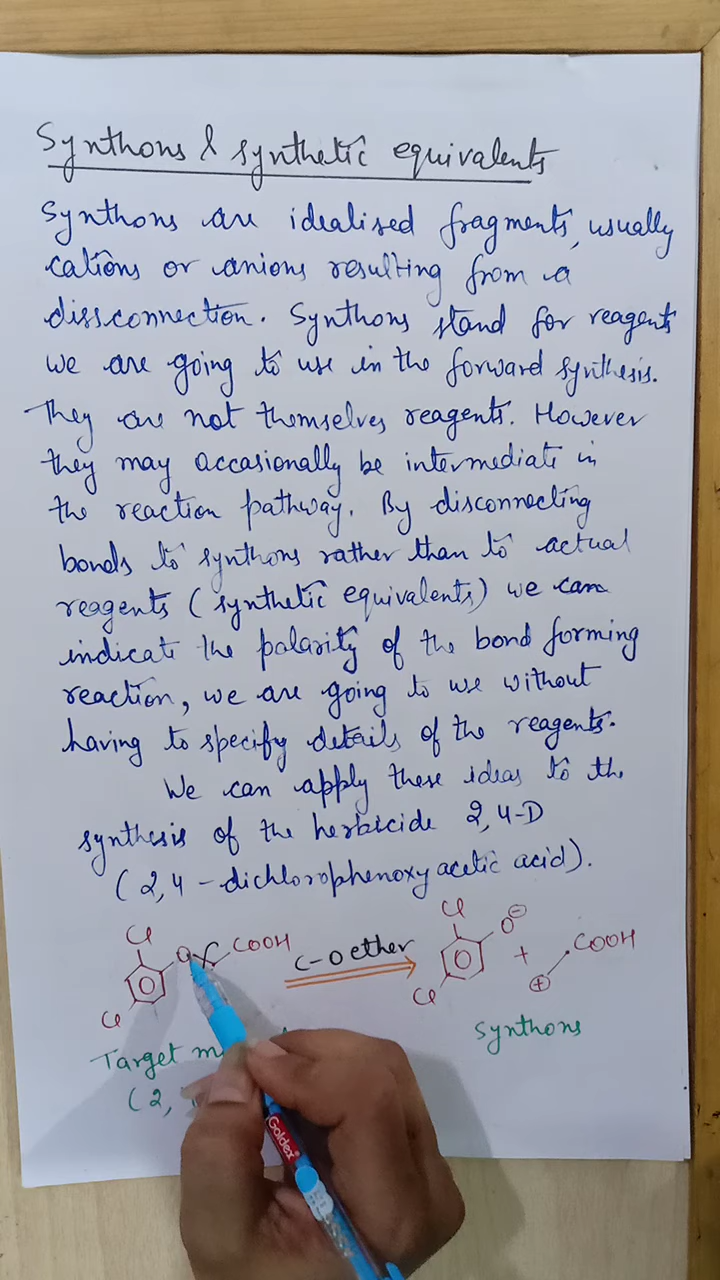 Synthons & synthetic equivalents
Synthons are idealised fragments, usually
cations or anions resulting from a
dissconnection. Synthons stand for reagents
we are going to use in the forward synthesis.
They are not themselves reagents. However
they may accasionally be intermediate in
the reaction pathway. By disconnecting
bonds to synthons rather than to actual
reagents (synthetic equivalents) we can
indicate the polarity of the bond forming
reaction, we are going to use without
having to specify details of the reagents.
We can apply these ideas to the
synthesis of the herbicide 2,4-D
(2,4-dichlorophenoxy acetic acid).
Cl O COOH Cl
C-O ether
Cl O⊖ + ⊕ COOH Cl
Target
Synthons
(2,
Goldex